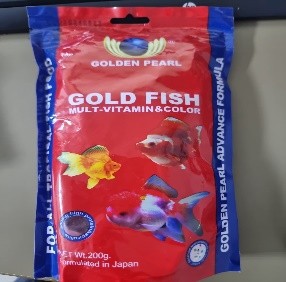 GOLDEN PEARL
GOLD FISH
MULT-VITAMIN&COLOR
FOR ALL TROPICAL FISH FOOD
GOLDEN PEARL ADVANCE FORMULA
NET Wt.200g.
Formulated in Japan